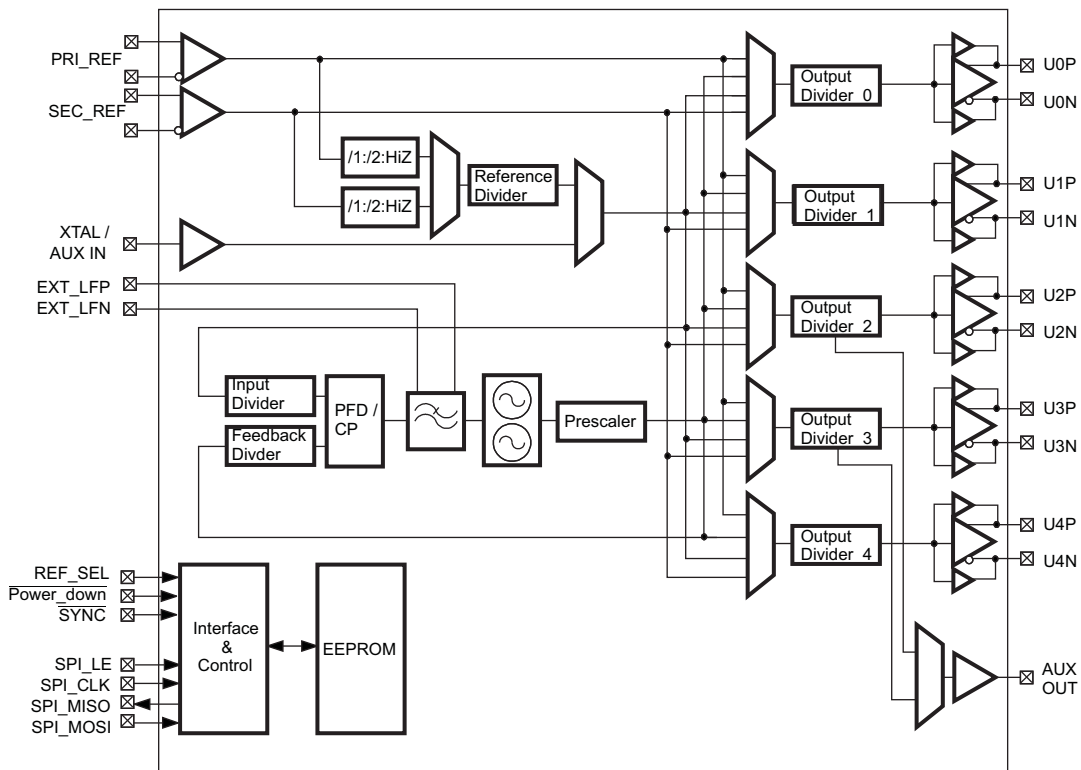 PRI_REF
SEC_REF
XTAL /
AUX IN
EXT_LFP
EXT_LFN
/1:/2:HiZ
/1:/2:HiZ
Reference
Divider
Input
Divider
Feedback
Divder
PFD /
CP
Prescaler
Output
Divider 0
Output
Divider 1
Output
Divider 2
Output
Divider 3
Output
Divider 4
U0P
U0N
U1P
U1N
U2P
U2N
U3P
U3N
U4P
U4N
AUX
OUT
REF_SEL
Power_down
SYNC
SPI_LE
SPI_CLK
SPI_MISO
SPI_MOSI
Interface
&
Control
EEPROM